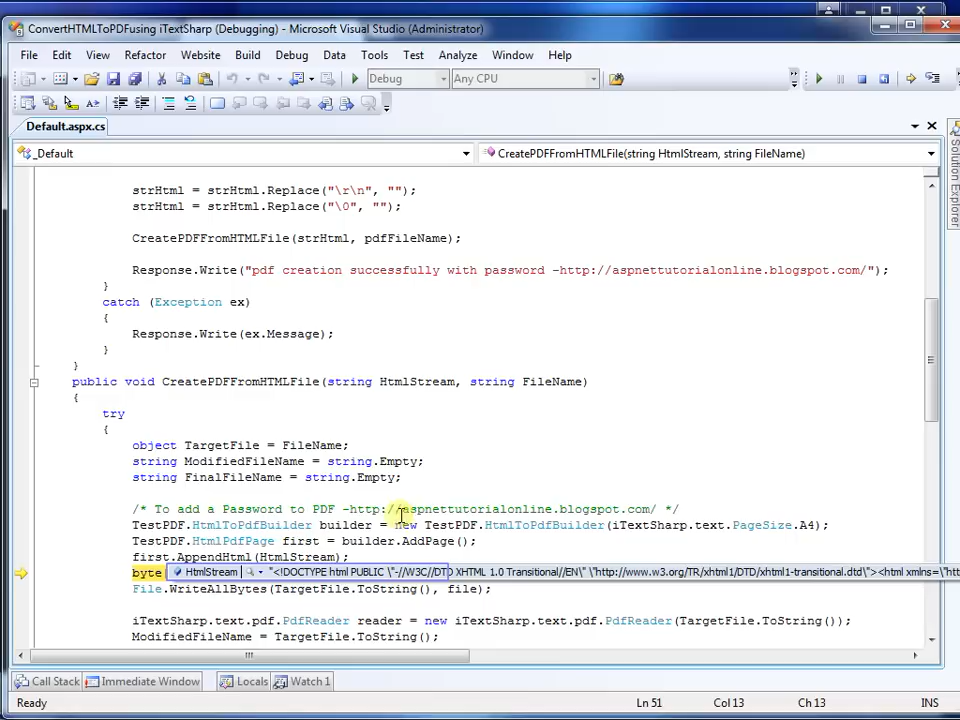 ConvertHTMLToPDFusing iTextSharp (Debugging) - Microsoft Visual Studio (Administrator)
File Edit View Refactor Website Build Debug Data Tools Test Analyze Window Help
Debug Any CPU
Default.aspx.cs
_Default CreatePDFFromHTMLFile(string HtmlStream, string FileName)
strHtml = strHtml.Replace("\r\n", "");
strHtml = strHtml.Replace("\0", "");
CreatePDFFromHTMLFile(strHtml, pdfFileName);
Response.Write("pdf creation successfully with password -http://aspnettutorialonline.blogspot.com/");
}
catch (Exception ex)
{
Response.Write(ex.Message);
}
}
public void CreatePDFFromHTMLFile(string HtmlStream, string FileName)
{
try
{
object TargetFile = FileName;
string ModifiedFileName = string.Empty;
string FinalFileName = string.Empty;
/* To add a Password to PDF -http://aspnettutorialonline.blogspot.com/ */
TestPDF.HtmlToPdfBuilder builder = new TestPDF.HtmlToPdfBuilder(iTextSharp.text.PageSize.A4);
TestPDF.HtmlPdfPage first = builder.AddPage();
first.AppendHtml(HtmlStream);
byte HtmlStream "<!DOCTYPE html PUBLIC \"-//W3C//DTD XHTML 1.0 Transitional//EN\" \"http://www.w3.org/TR/xhtml1/DTD/xhtml1-transitional.dtd\"><html xmlns=\"htt
File.WriteAllBytes(TargetFile.ToString(), file);
iTextSharp.text.pdf.PdfReader reader = new iTextSharp.text.pdf.PdfReader(TargetFile.ToString());
ModifiedFileName = TargetFile.ToString();
Call Stack Immediate Window Locals Watch 1
Ready Ln 51 Col 13 Ch 13 INS
Solution Explorer